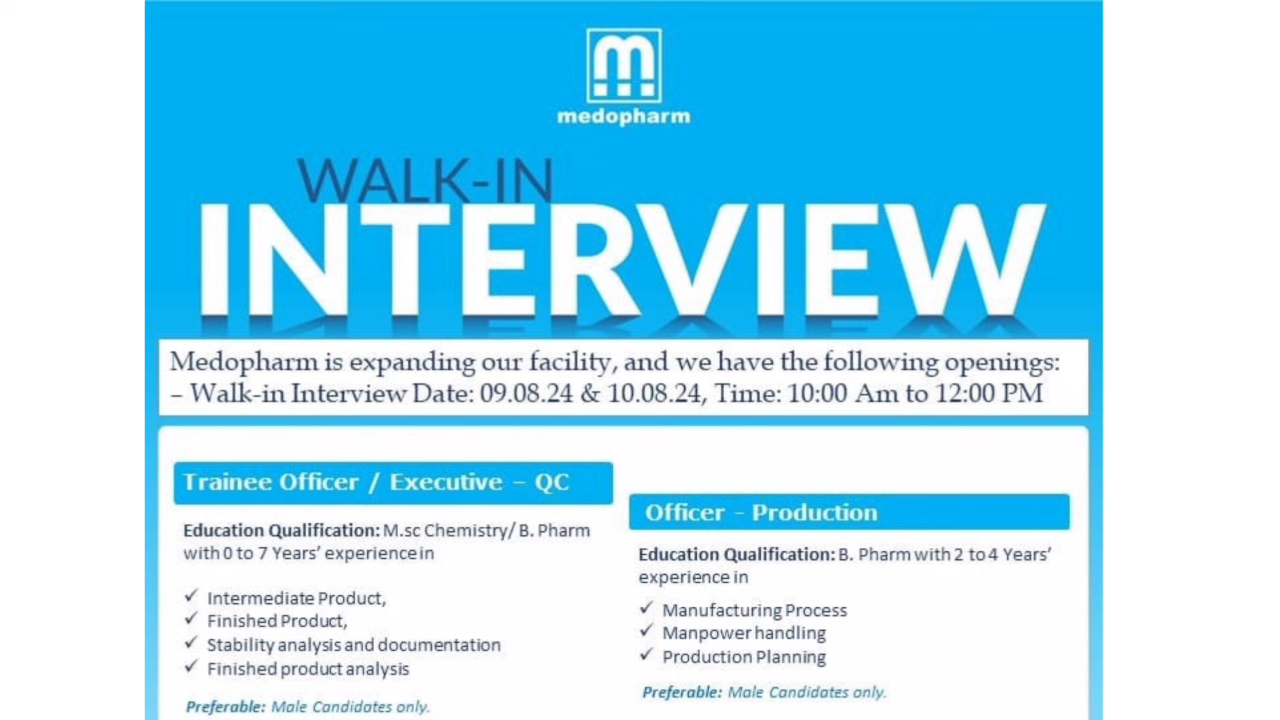 medopharm
WALK-IN
INTERVIEW
Medopharm is expanding our facility, and we have the following openings:
– Walk-in Interview Date: 09.08.24 & 10.08.24, Time: 10:00 Am to 12:00 PM
Trainee Officer / Executive – QC
Education Qualification: M.sc Chemistry/ B. Pharm
with 0 to 7 Years’ experience in
✓ Intermediate Product,
✓ Finished Product,
✓ Stability analysis and documentation
✓ Finished product analysis
Preferable: Male Candidates only.
Officer - Production
Education Qualification: B. Pharm with 2 to 4 Years’
experience in
✓ Manufacturing Process
✓ Manpower handling
✓ Production Planning
Preferable: Male Candidates only.